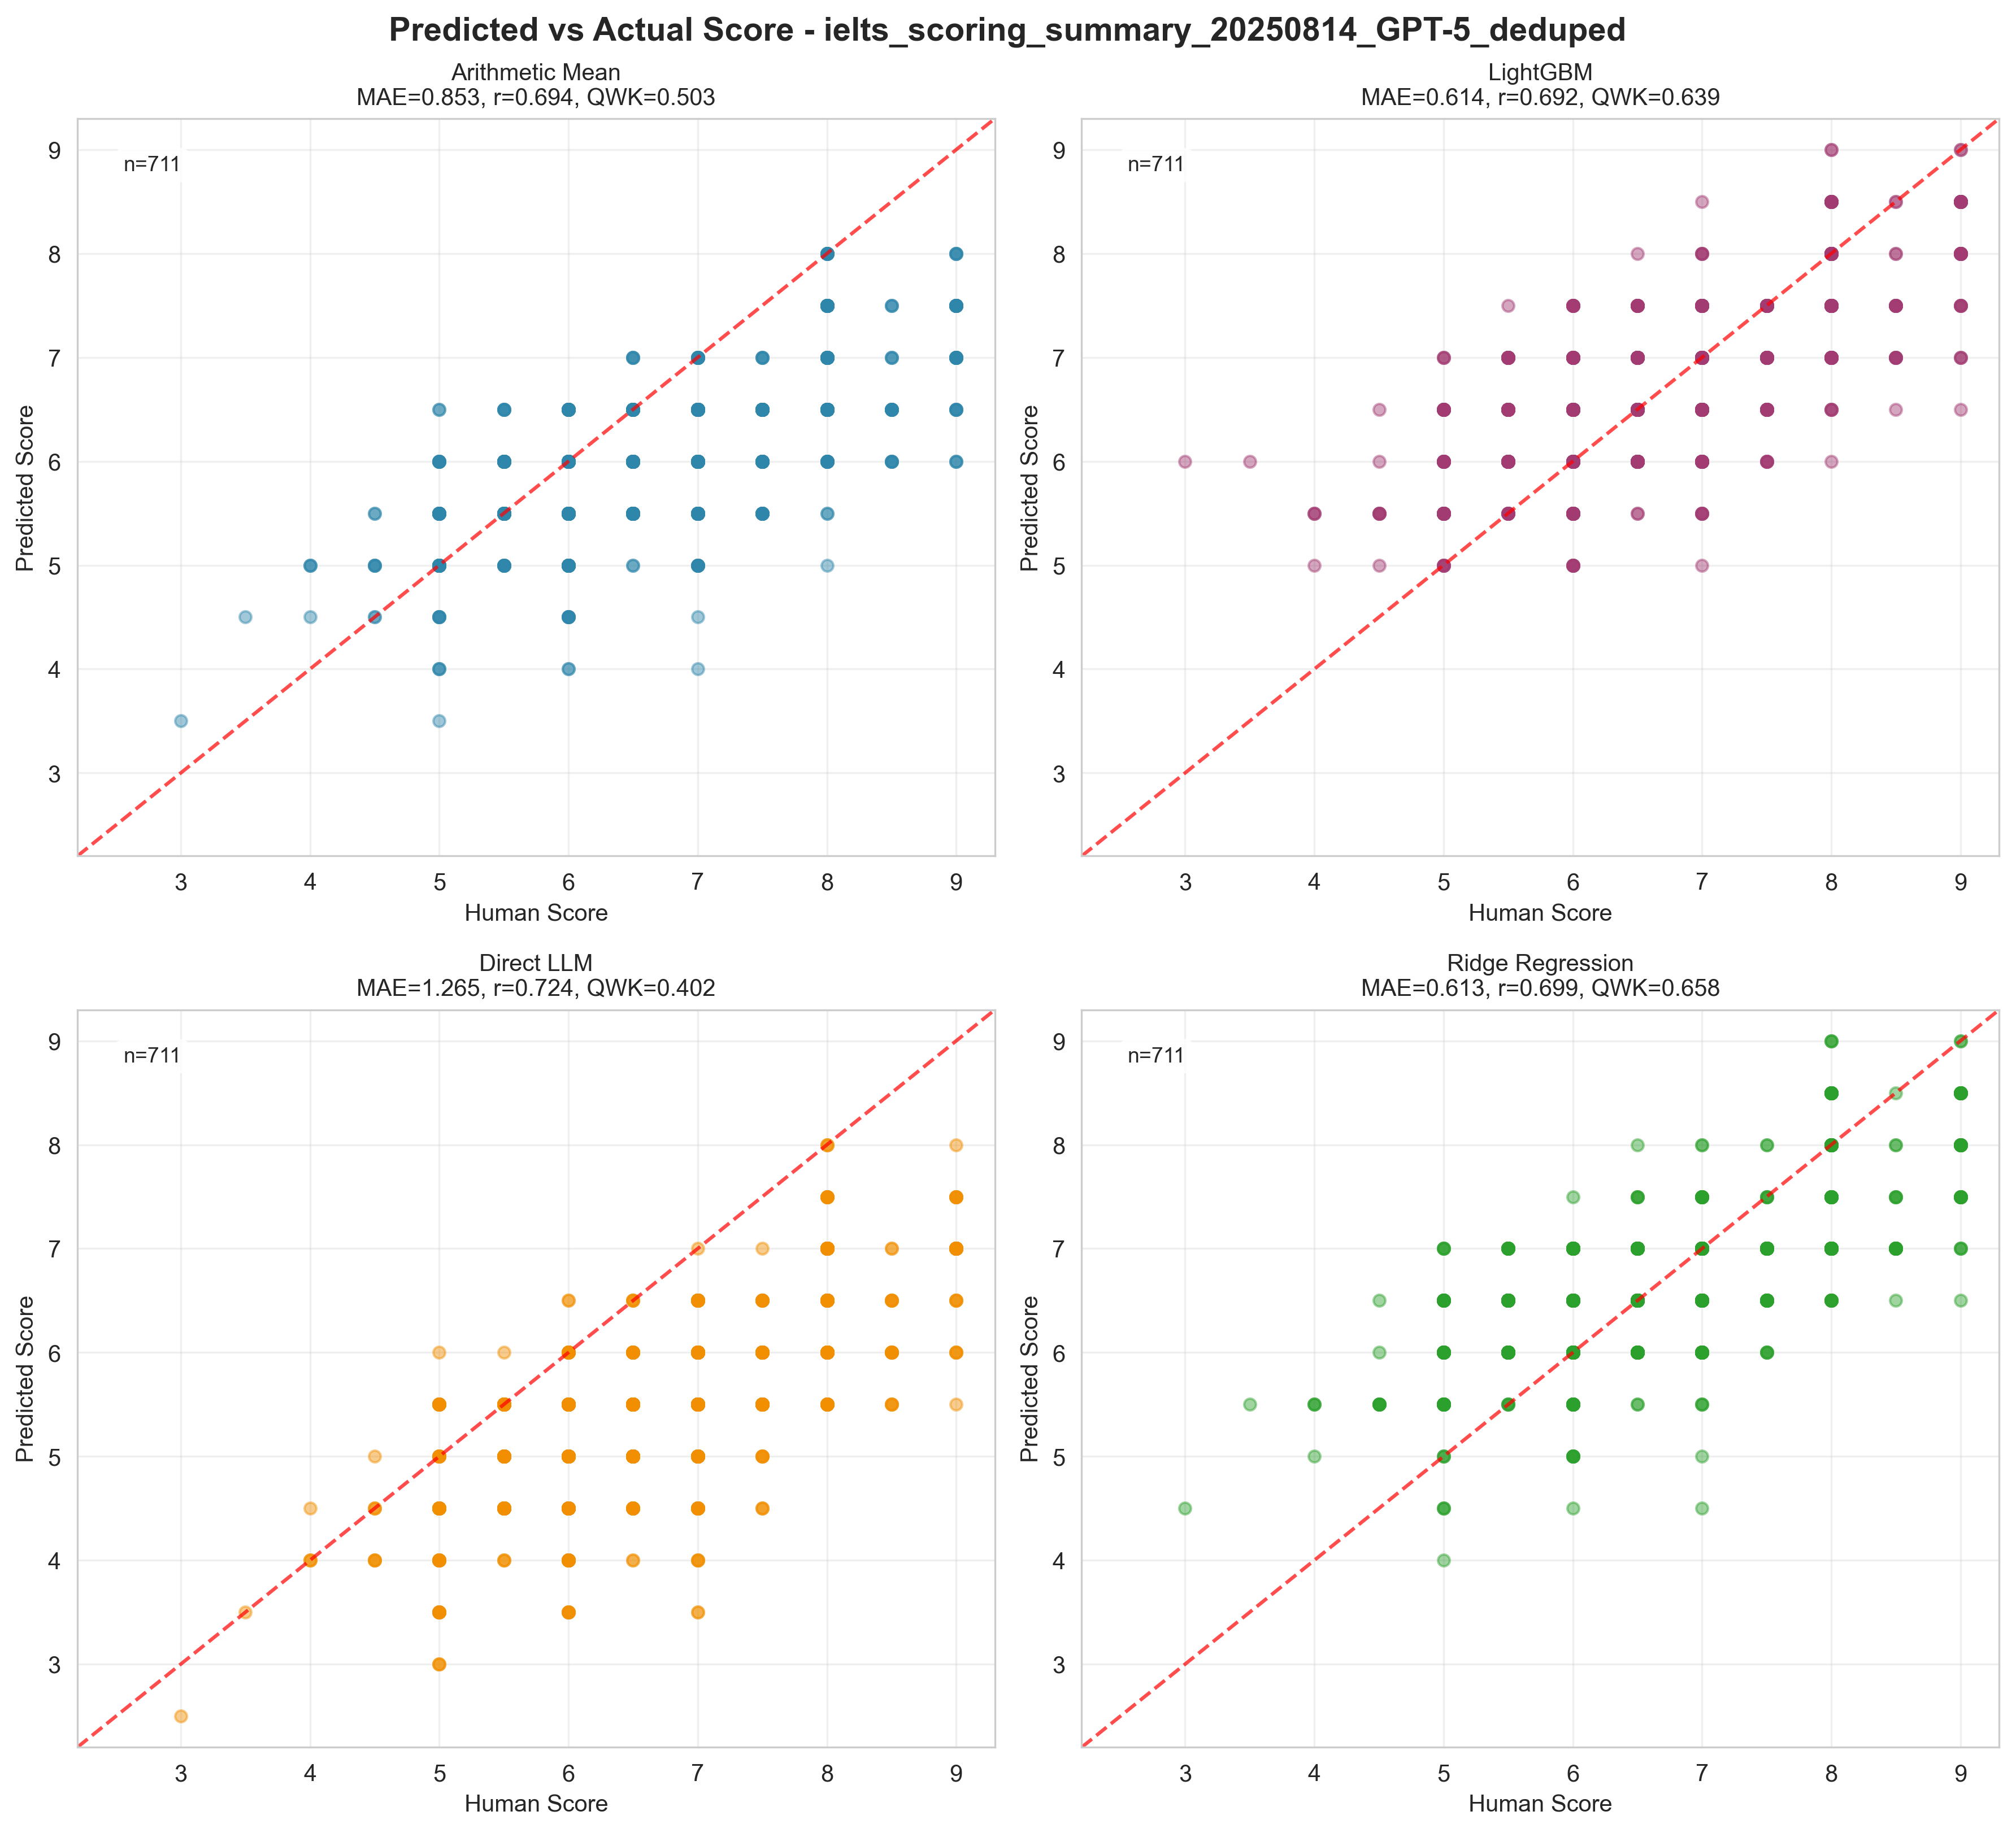 Predicted vs Actual Score - ielts_scoring_summary_20250814_GPT-5_deduped
Arithmetic Mean
MAE=0.853, r=0.694, QWK=0.503
n=711
Predicted Score
9
8
7
6
5
4
3
3 4 5 6 7 8 9
Human Score
LightGBM
MAE=0.614, r=0.692, QWK=0.639
n=711
Predicted Score
9
8
7
6
5
4
3
3 4 5 6 7 8 9
Human Score
Direct LLM
MAE=1.265, r=0.724, QWK=0.402
n=711
Predicted Score
9
8
7
6
5
4
3
3 4 5 6 7 8 9
Human Score
Ridge Regression
MAE=0.613, r=0.699, QWK=0.658
n=711
Predicted Score
9
8
7
6
5
4
3
3 4 5 6 7 8 9
Human Score